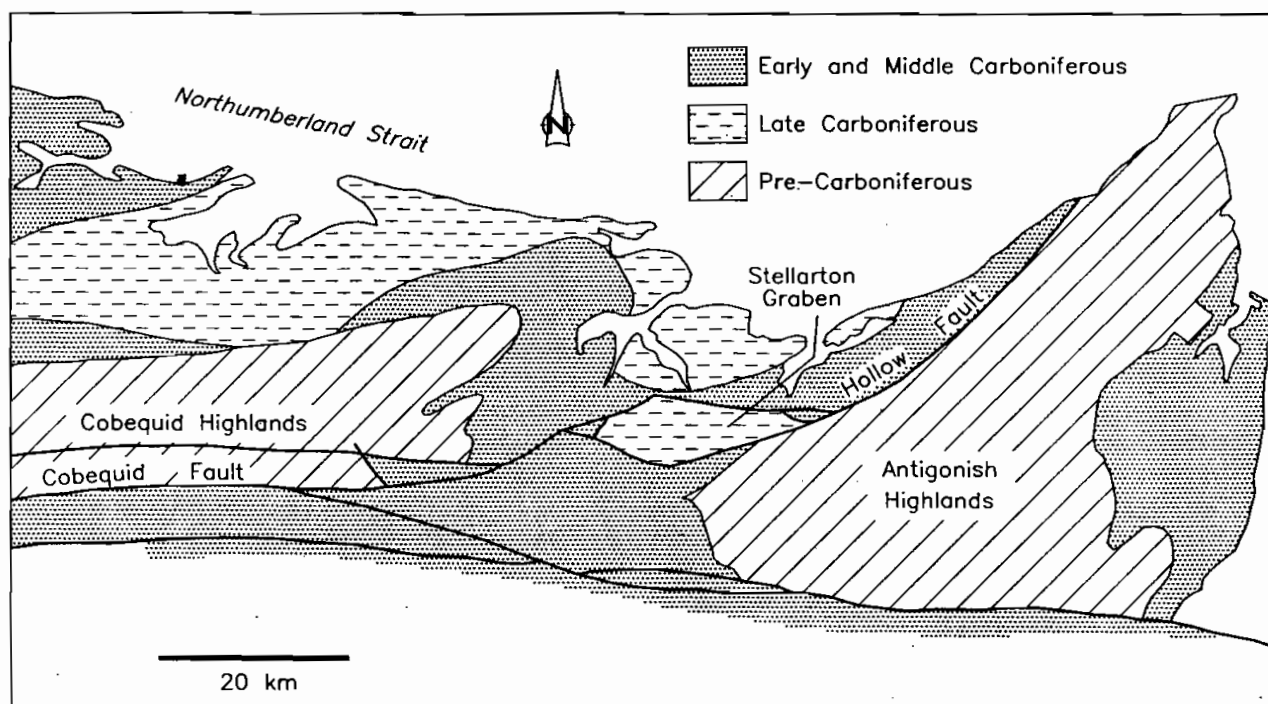 Early and Middle Carboniferous
Late Carboniferous
Pre.-Carboniferous
Northumberland Strait
N
Stellarton
Graben
Hollow Fault
Cobequid Highlands
Cobequid Fault
Antigonish
Highlands
20 km